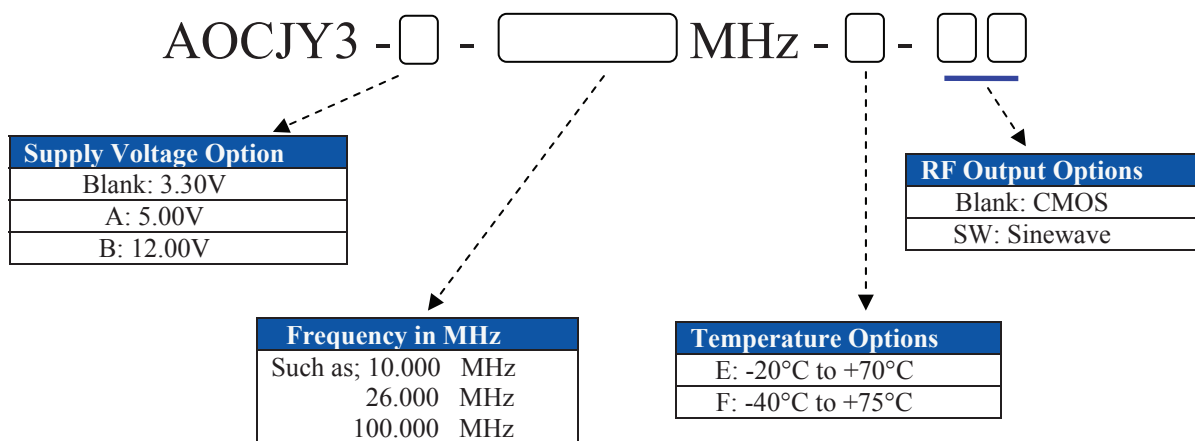 AOCJY3 - - MHz - -
Supply Voltage Option
Blank: 3.30V
A: 5.00V
B: 12.00V
RF Output Options
Blank: CMOS
SW: Sinewave
Frequency in MHz
Such as; 10.000 MHz
26.000 MHz
100.000 MHz
Temperature Options
E: -20°C to +70°C
F: -40°C to +75°C